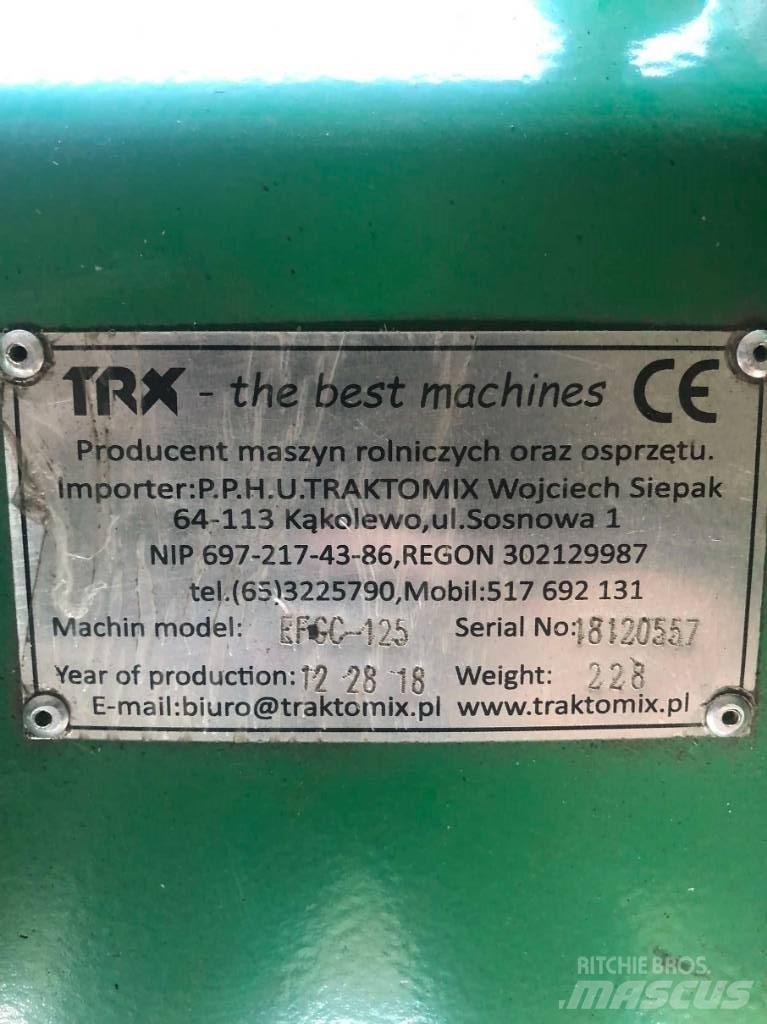 TRX - the best machines CE
Producent maszyn rolniczych oraz osprzętu.
Importer:P.P.H.U.TRAKTOMIX Wojciech Siepak
64-113 Kąkolewo,ul.Sosnowa 1
NIP 697-217-43-86,REGON 302129987
tel.(65)3225790,Mobil:517 692 131
Machin model: EFGC-125 Serial No:18120557
Year of production:12 28 18 Weight: 228
E-mail:biuro@traktomix.pl www.traktomix.pl
RITCHIE BROS.
MASCUS